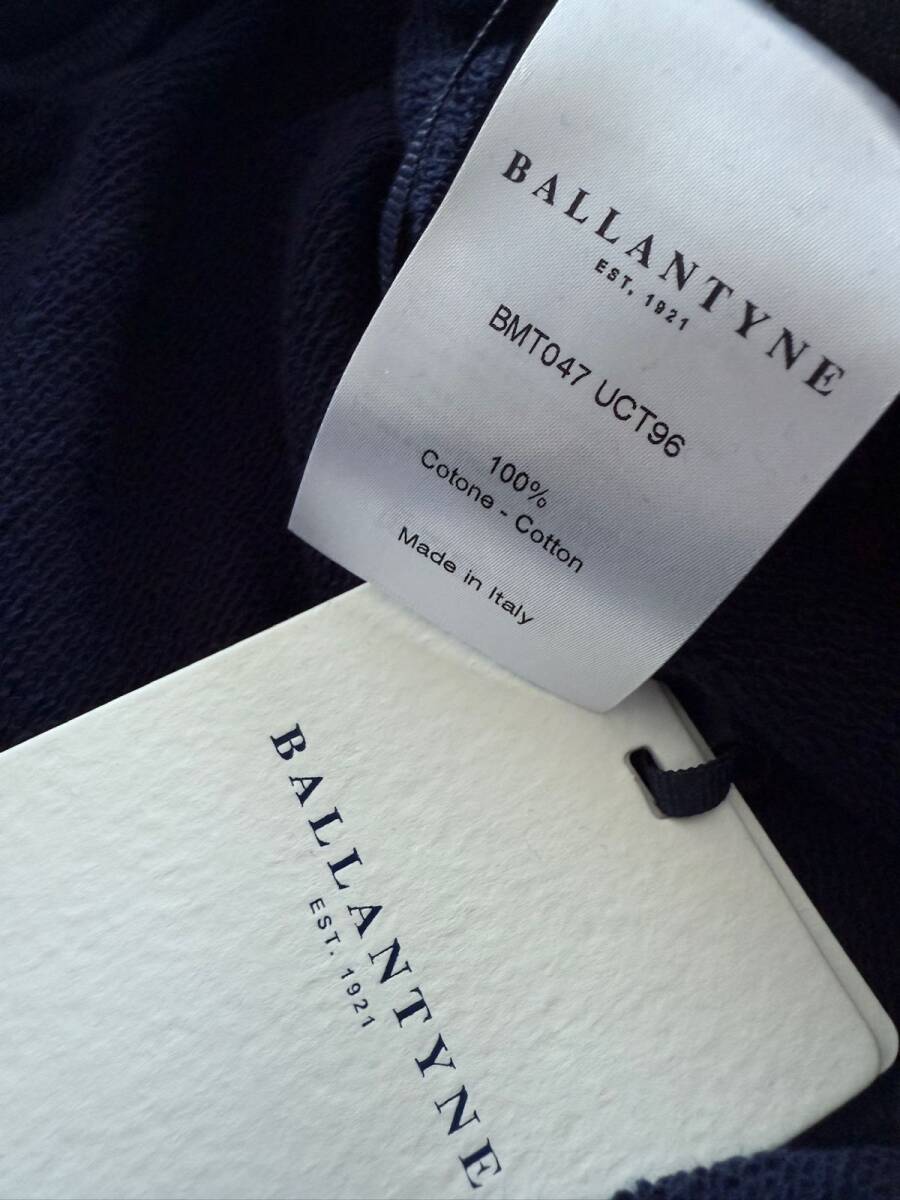 BALLANTYNE
EST. 1921
BMT047 UCT96
100%
Cotone - Cotton
Made in Italy
BALLANTYNE
EST. 1921